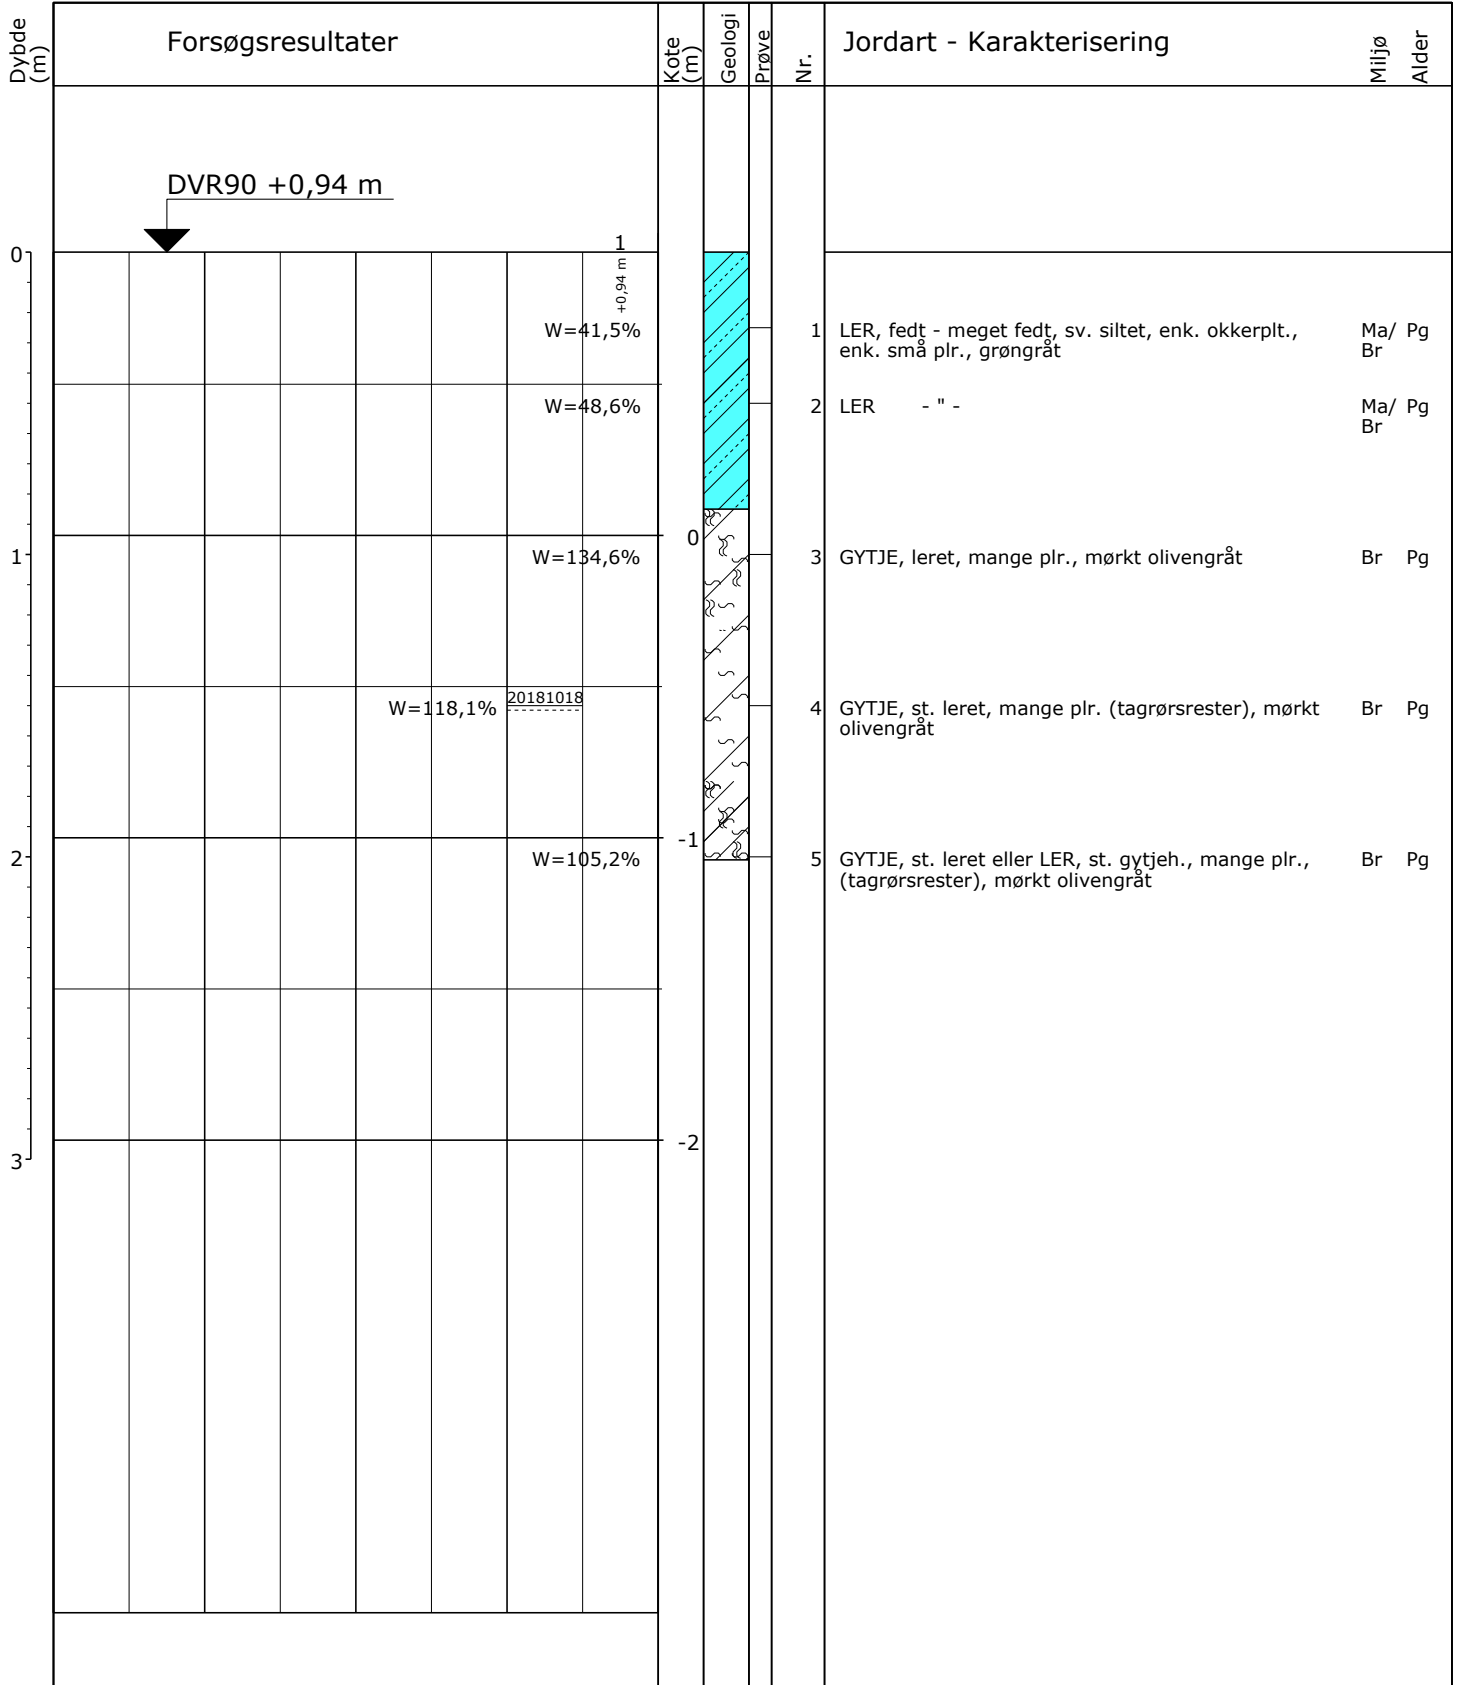 Dybde
(m)
Forsøgsresultater
Kote
(m)
Geologi
Prøve
Nr.
Jordart - Karakterisering
Miljø
Alder
DVR90 +0,94 m
0
1
+0,94 m
W=41,5%
1
LER, fedt - meget fedt, sv. siltet, enk. okkerplt.,
enk. små plr., grøngråt
Ma/
Br
Pg
W=48,6%
2
LER - " -
Ma/
Br
Pg
0
1
W=134,6%
3
GYTJE, leret, mange plr., mørkt olivengråt
Br
Pg
W=118,1%
20181018
4
GYTJE, st. leret, mange plr. (tagrørsrester), mørkt
olivengråt
Br
Pg
-1
2
W=105,2%
5
GYTJE, st. leret eller LER, st. gytjeh., mange plr.,
(tagrørsrester), mørkt olivengråt
Br
Pg
-2
3